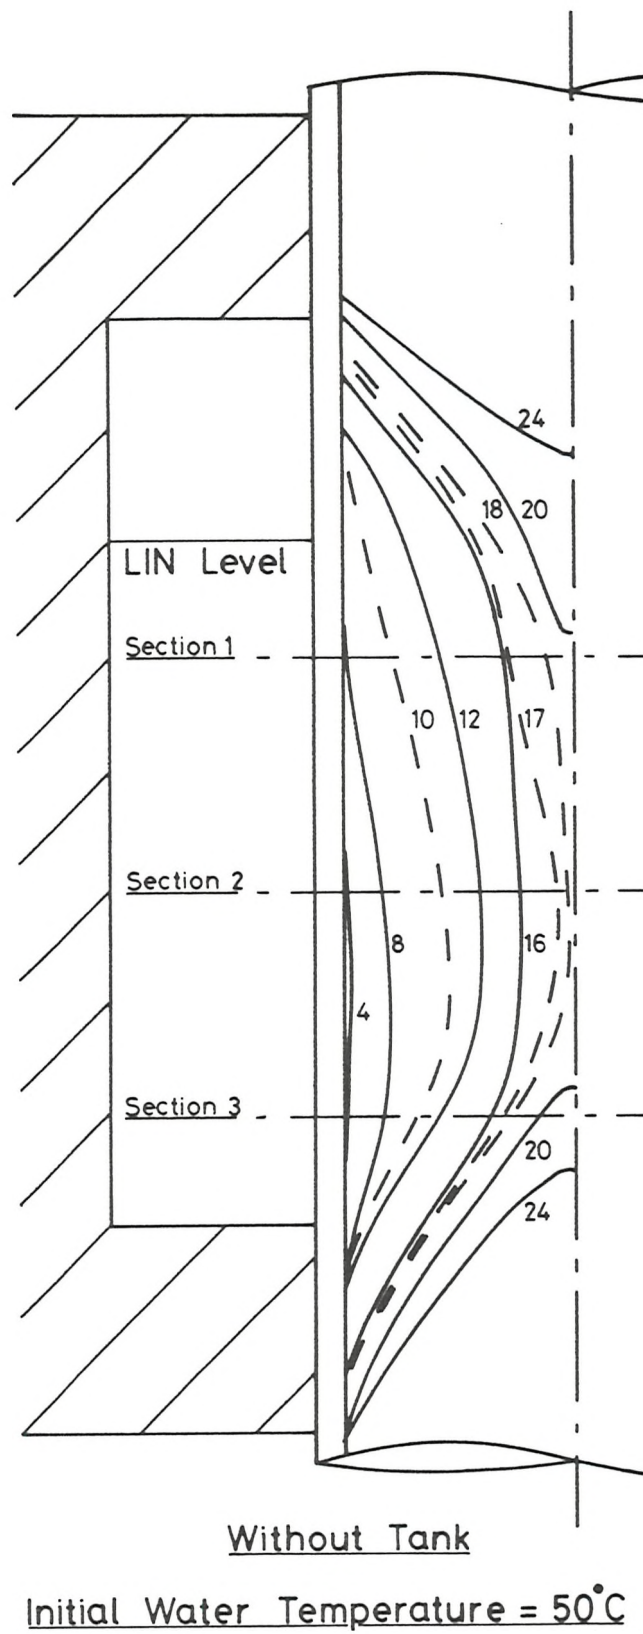 24
18 20
LIN Level
Section 1
10 12 17
Section 2
8 16
4
Section 3
20
24
Without Tank
Initial Water Temperature = 50°C